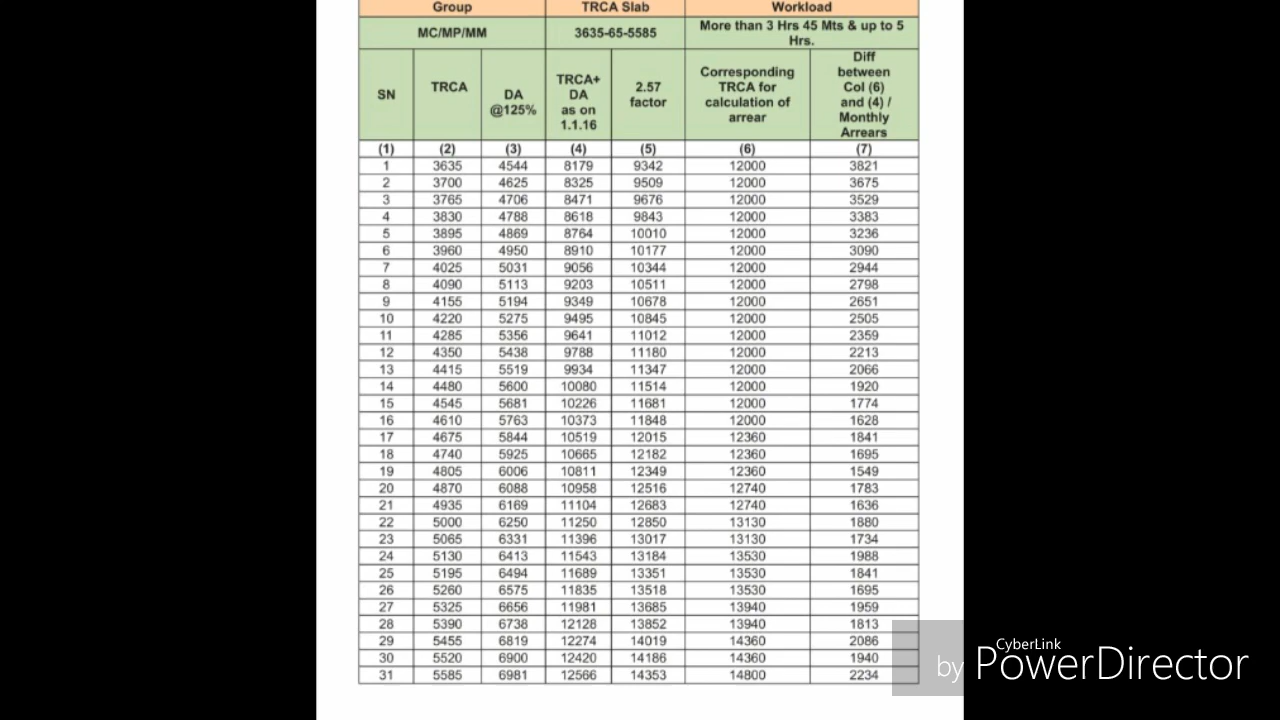 Group TRCA Slab Workload
MC/MP/MM 3635-65-5585 More than 3 Hrs 45 Mts & up to 5
Hrs.
SN TRCA DA @125% TRCA+ DA as on 1.1.16 2.57 factor Corresponding TRCA for calculation of arrear Diff between Col (6) and (4) / Monthly Arrears
(1) (2) (3) (4) (5) (6) (7)
1 3635 4544 8179 9342 12000 3821
2 3700 4625 8325 9509 12000 3675
3 3765 4706 8471 9676 12000 3529
4 3830 4788 8618 9843 12000 3383
5 3895 4869 8764 10010 12000 3236
6 3960 4950 8910 10177 12000 3090
7 4025 5031 9056 10344 12000 2944
8 4090 5113 9203 10511 12000 2798
9 4155 5194 9349 10678 12000 2651
10 4220 5275 9495 10845 12000 2505
11 4285 5356 9641 11012 12000 2359
12 4350 5438 9788 11180 12000 2213
13 4415 5519 9934 11347 12000 2066
14 4480 5600 10080 11514 12000 1920
15 4545 5681 10226 11681 12000 1774
16 4610 5763 10373 11848 12000 1628
17 4675 5844 10519 12015 12360 1841
18 4740 5925 10665 12182 12360 1695
19 4805 6006 10811 12349 12360 1549
20 4870 6088 10958 12516 12740 1783
21 4935 6169 11104 12683 12740 1636
22 5000 6250 11250 12850 13130 1880
23 5065 6331 11396 13017 13130 1734
24 5130 6413 11543 13184 13530 1988
25 5195 6494 11689 13351 13530 1841
26 5260 6575 11835 13518 13530 1695
27 5325 6656 11981 13685 13940 1959
28 5390 6738 12128 13852 13940 1813
29 5455 6819 12274 14019 14360 2086
30 5520 6900 12420 14186 14360 1940
31 5585 6981 12566 14353 14800 2234
CyberLink
by PowerDirector